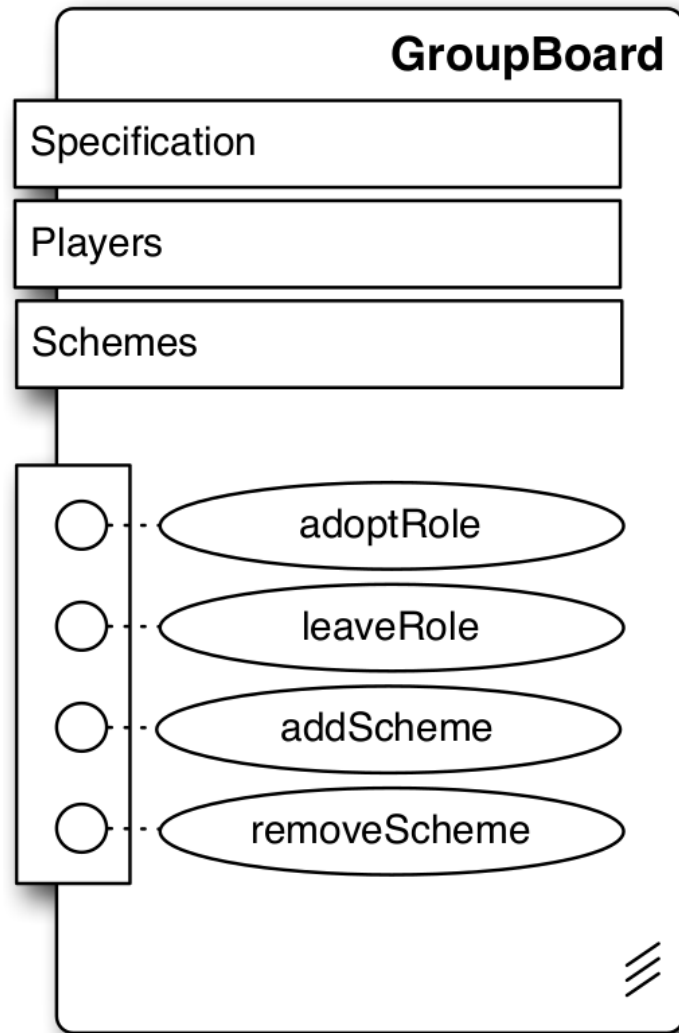 GroupBoard
Specification
Players
Schemes
adoptRole
leaveRole
addScheme
removeScheme